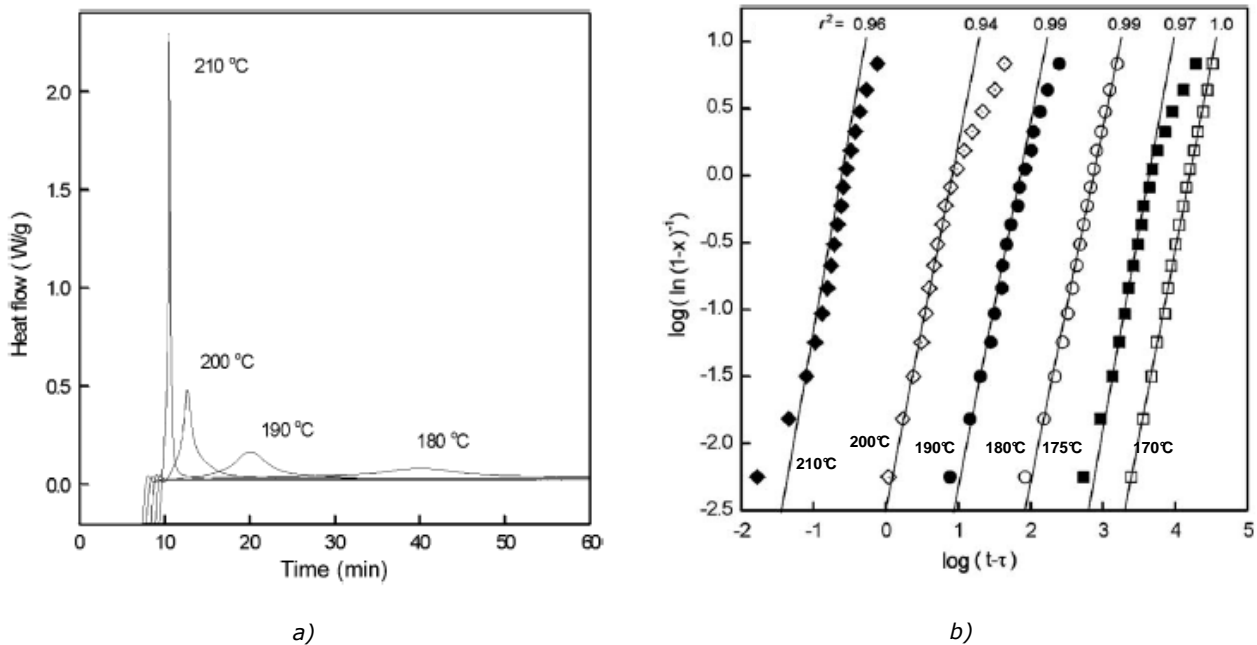 210 °C
200 °C
190 °C
180 °C
Heat flow ( W/g)
2.0
1.5
1.0
0.5
0.0
0 10 20 30 40 50 60
Time (min)
a)
r² = 0.96 0.94 0.99 0.99 0.97 1.0
log( ln (1-x)⁻¹)
1.0
0.5
0.0
-0.5
-1.0
-1.5
-2.0
-2.5
210℃ 200℃ 190℃ 180℃ 175℃ 170℃
-2 -1 0 1 2 3 4 5
log ( t-τ)
b)